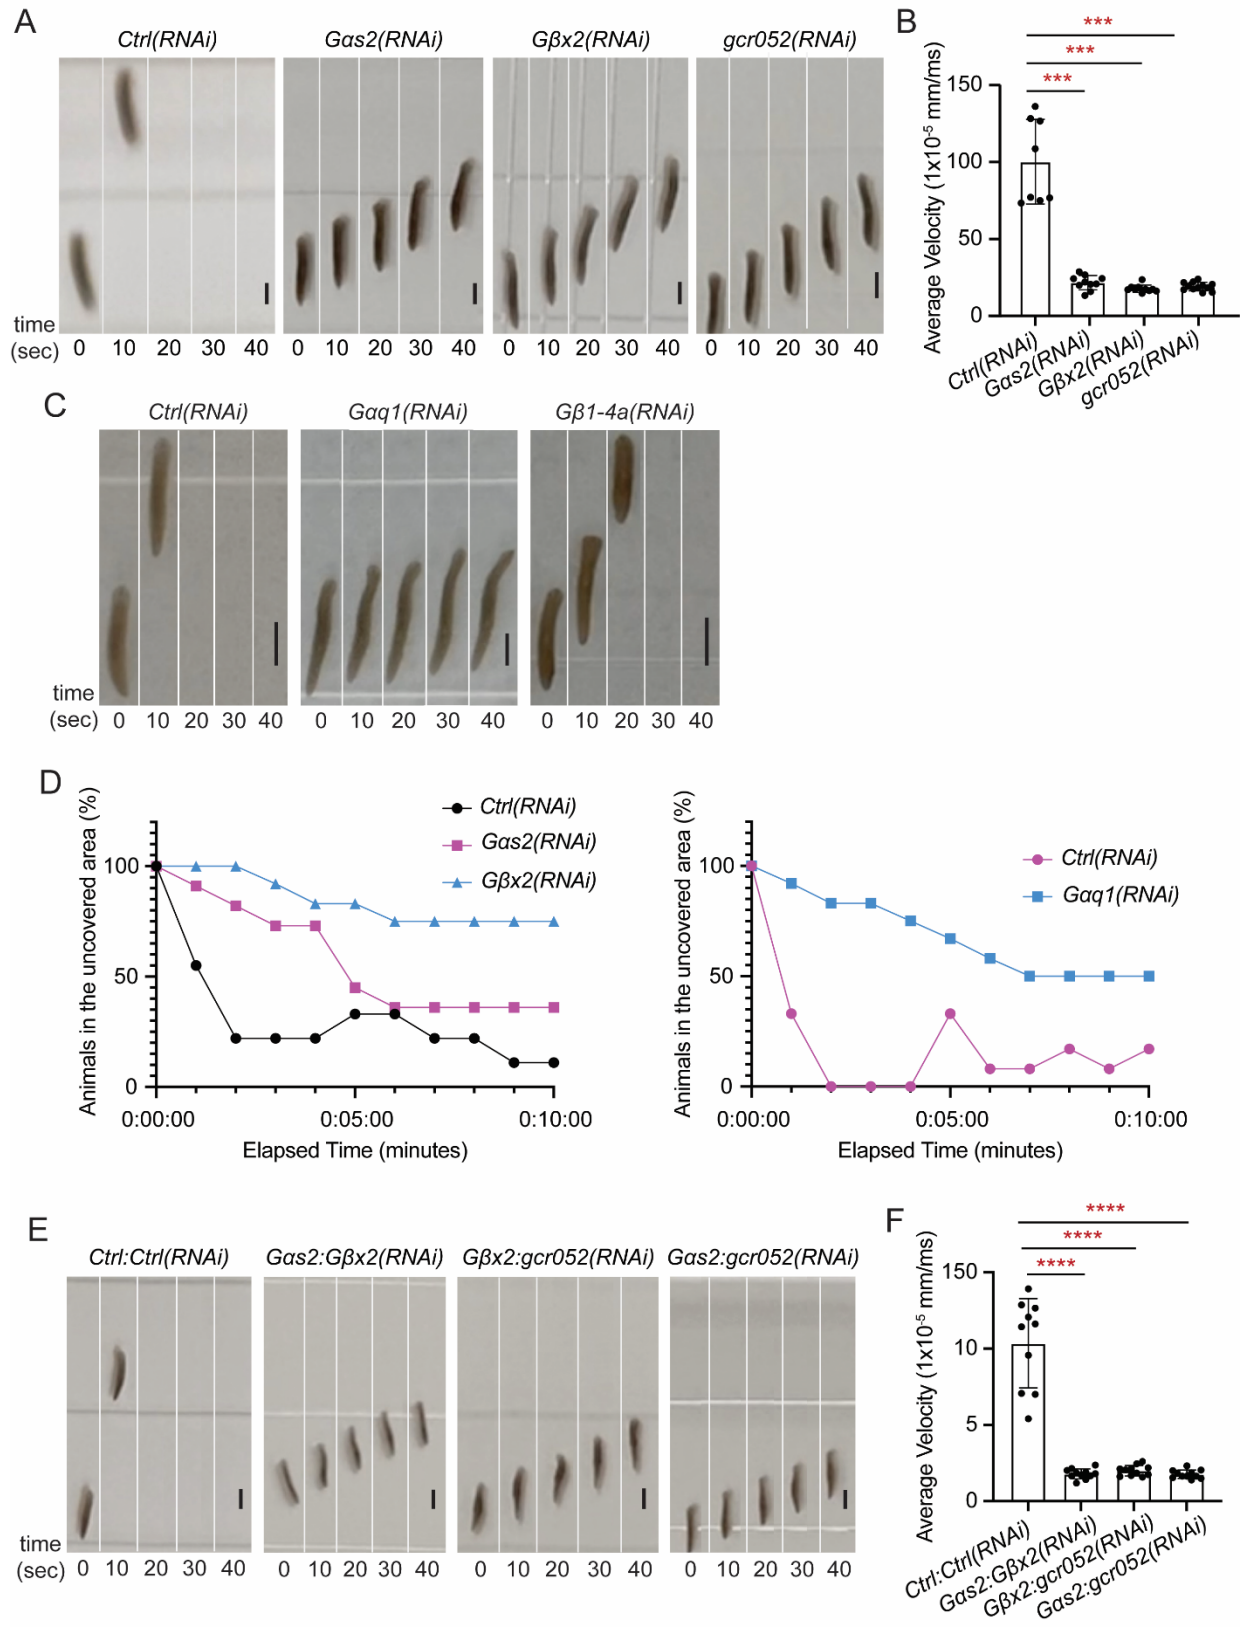 A
Ctrl(RNAi)
Gαs2(RNAi)
Gβx2(RNAi)
gcr052(RNAi)
time
(sec)
0 10 20 30 40
0 10 20 30 40
0 10 20 30 40
0 10 20 30 40
B
***
***
***
Average Velocity (1x10⁻⁵ mm/ms)
150
100
50
0
Ctrl(RNAi)
Gαs2(RNAi)
Gβx2(RNAi)
gcr052(RNAi)
C
Ctrl(RNAi)
Gαq1(RNAi)
Gβ1-4a(RNAi)
time
(sec)
0 10 20 30 40
0 10 20 30 40
0 10 20 30 40
D
Animals in the uncovered area (%)
100
50
0
Ctrl(RNAi)
Gαs2(RNAi)
Gβx2(RNAi)
0:00:00 0:05:00 0:10:00
Elapsed Time (minutes)
Animals in the uncovered area (%)
100
50
0
Ctrl(RNAi)
Gαq1(RNAi)
0:00:00 0:05:00 0:10:00
Elapsed Time (minutes)
E
Ctrl:Ctrl(RNAi)
Gαs2:Gβx2(RNAi)
Gβx2:gcr052(RNAi)
Gαs2:gcr052(RNAi)
time
(sec)
0 10 20 30 40
0 10 20 30 40
0 10 20 30 40
0 10 20 30 40
F
****
****
****
Average Velocity (1x10⁻⁵ mm/ms)
150
10
5
0
Ctrl:Ctrl(RNAi)
Gαs2:Gβx2(RNAi)
Gβx2:gcr052(RNAi)
Gαs2:gcr052(RNAi)